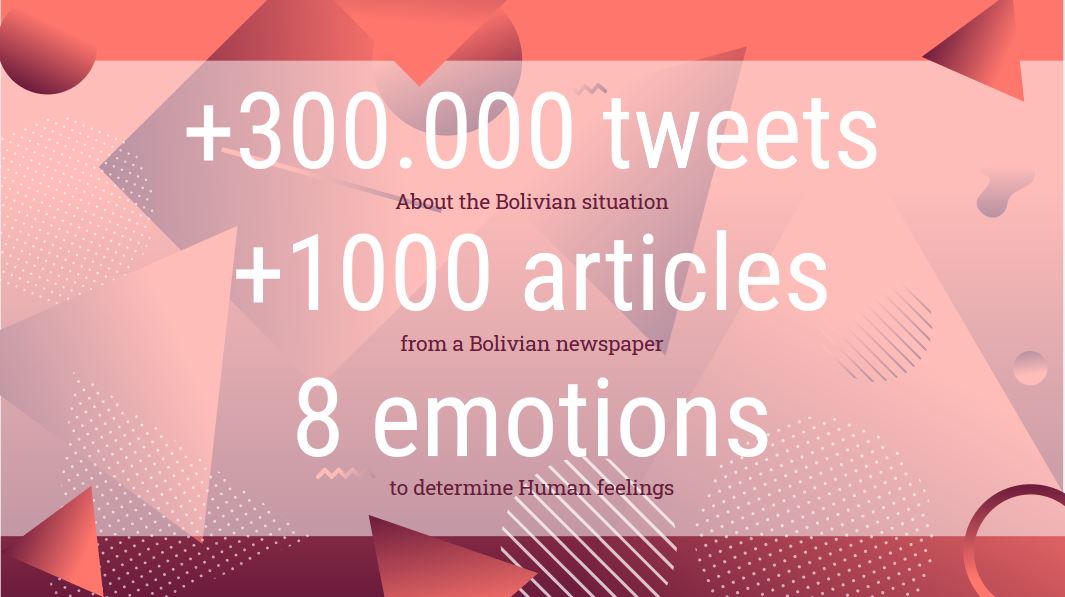 +300.000 tweets
About the Bolivian situation
+1000 articles
from a Bolivian newspaper
8 emotions
to determine Human feelings